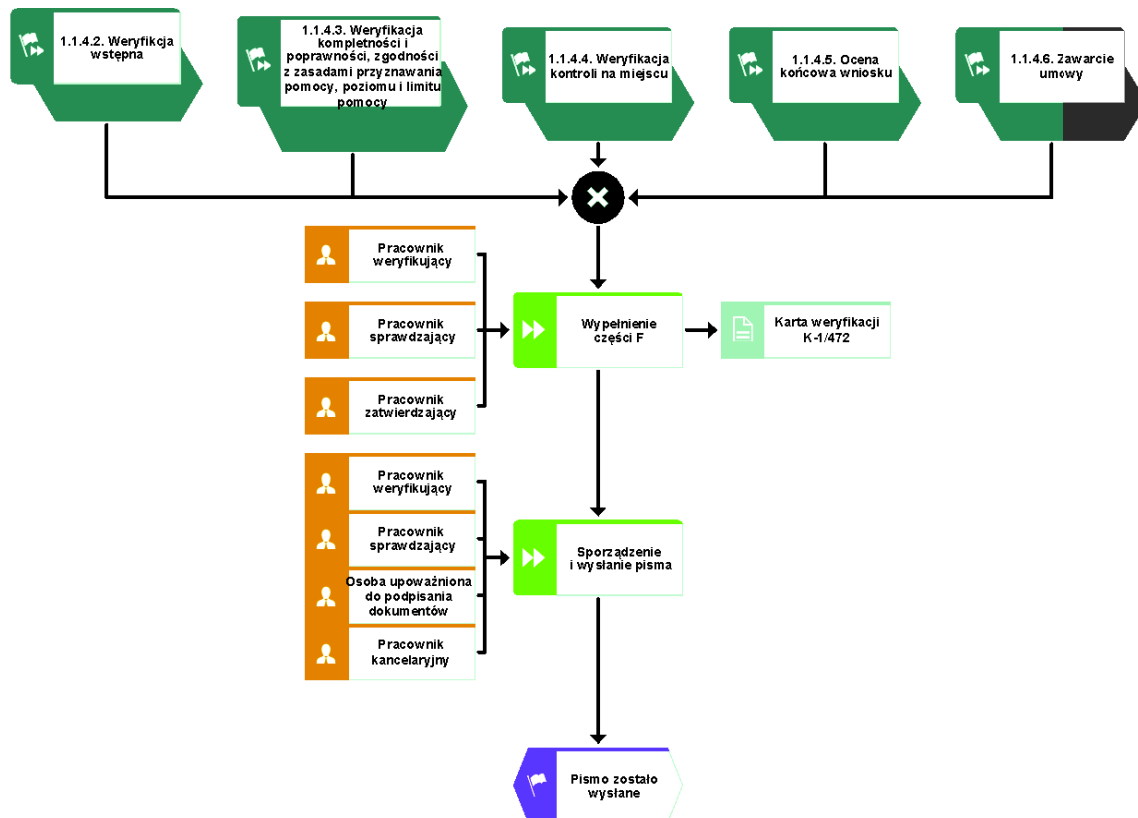 1.1.4.2. Weryfikcja
wstępna
1.1.4.3. Weryfikacja
kompletności i
poprawności, zgodności
z zasadami przyznawania
pomocy, poziomu i limitu
pomocy
1.1.4.4. Weryfikacja
kontroli na miejscu
1.1.4.5. Ocena
końcowa wniosku
1.1.4.6. Zawarcie
umowy
Pracownik
weryfikujący
Pracownik
sprawdzający
Pracownik
zatwierdzający
Wypełnienie
części F
Karta weryfikacji
K-1/472
Pracownik
weryfikujący
Pracownik
sprawdzający
Osoba upoważniona
do podpisania
dokumentów
Pracownik
kancelaryjny
Sporządzenie
i wysłanie pisma
Pismo zostało
wysłane